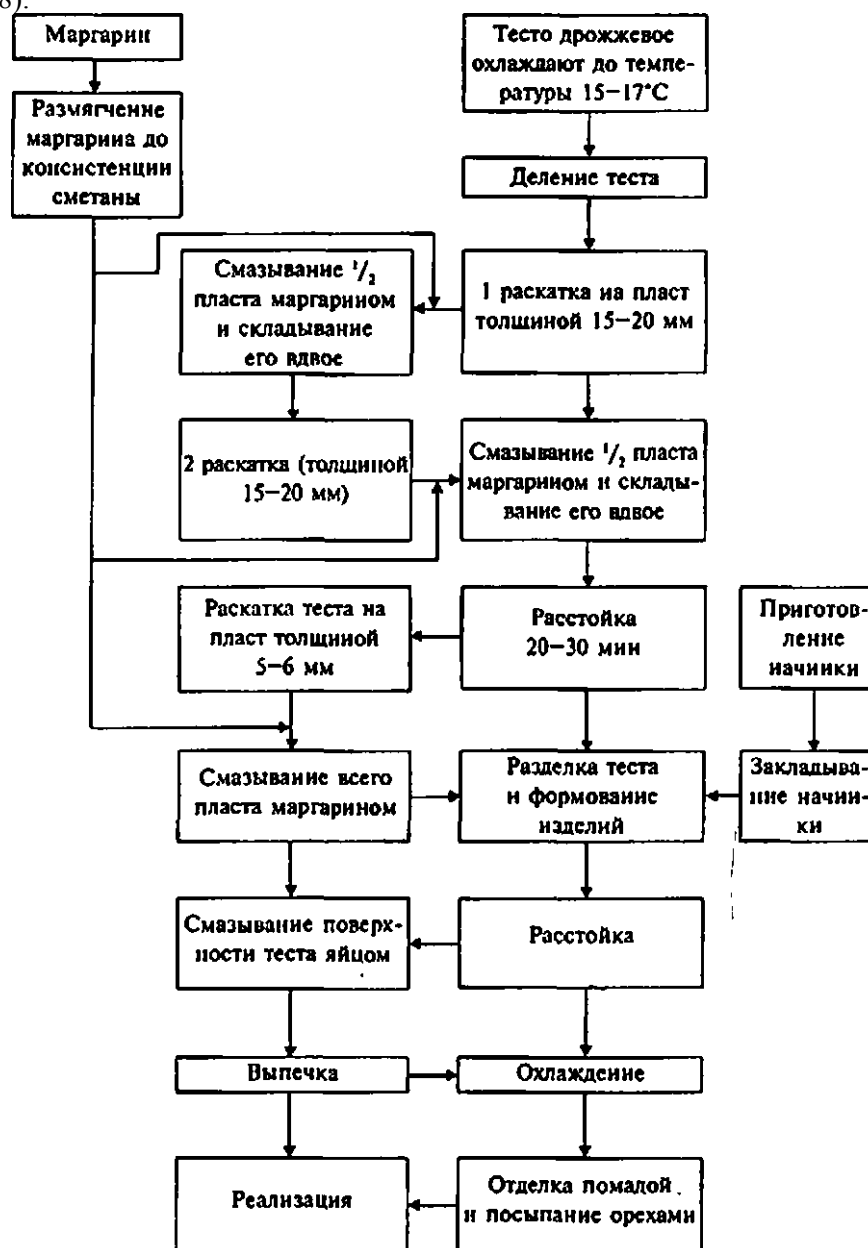 8).
Маргарин
Тесто дрожжевое
охлаждают до темпе-
ратуры 15−17°С
Размягчение
маргарина до
консистенции
сметаны
Деление теста
Смазывание 1/2
пласта маргарином
и складывание
его вдвое
1 раскатка на пласт
толщиной 15−20 мм
2 раскатка (толщиной
15−20 мм)
Смазывание 1/2 пласта
маргарином и складыв-
вание его вдвое
Раскатка теста на
пласт толщиной
5−6 мм
Расстойка
20−30 мин
Приготов-
ление
начинки
Смазывание всего
пласта маргарином
Разделка теста
и формование
изделий
Закладыва-
ние начин-
ки
Смазывание поверх-
ности теста яйцом
Расстойка
Выпечка
Охлаждение
Реализация
Отделка помадой
и посыпание орехами